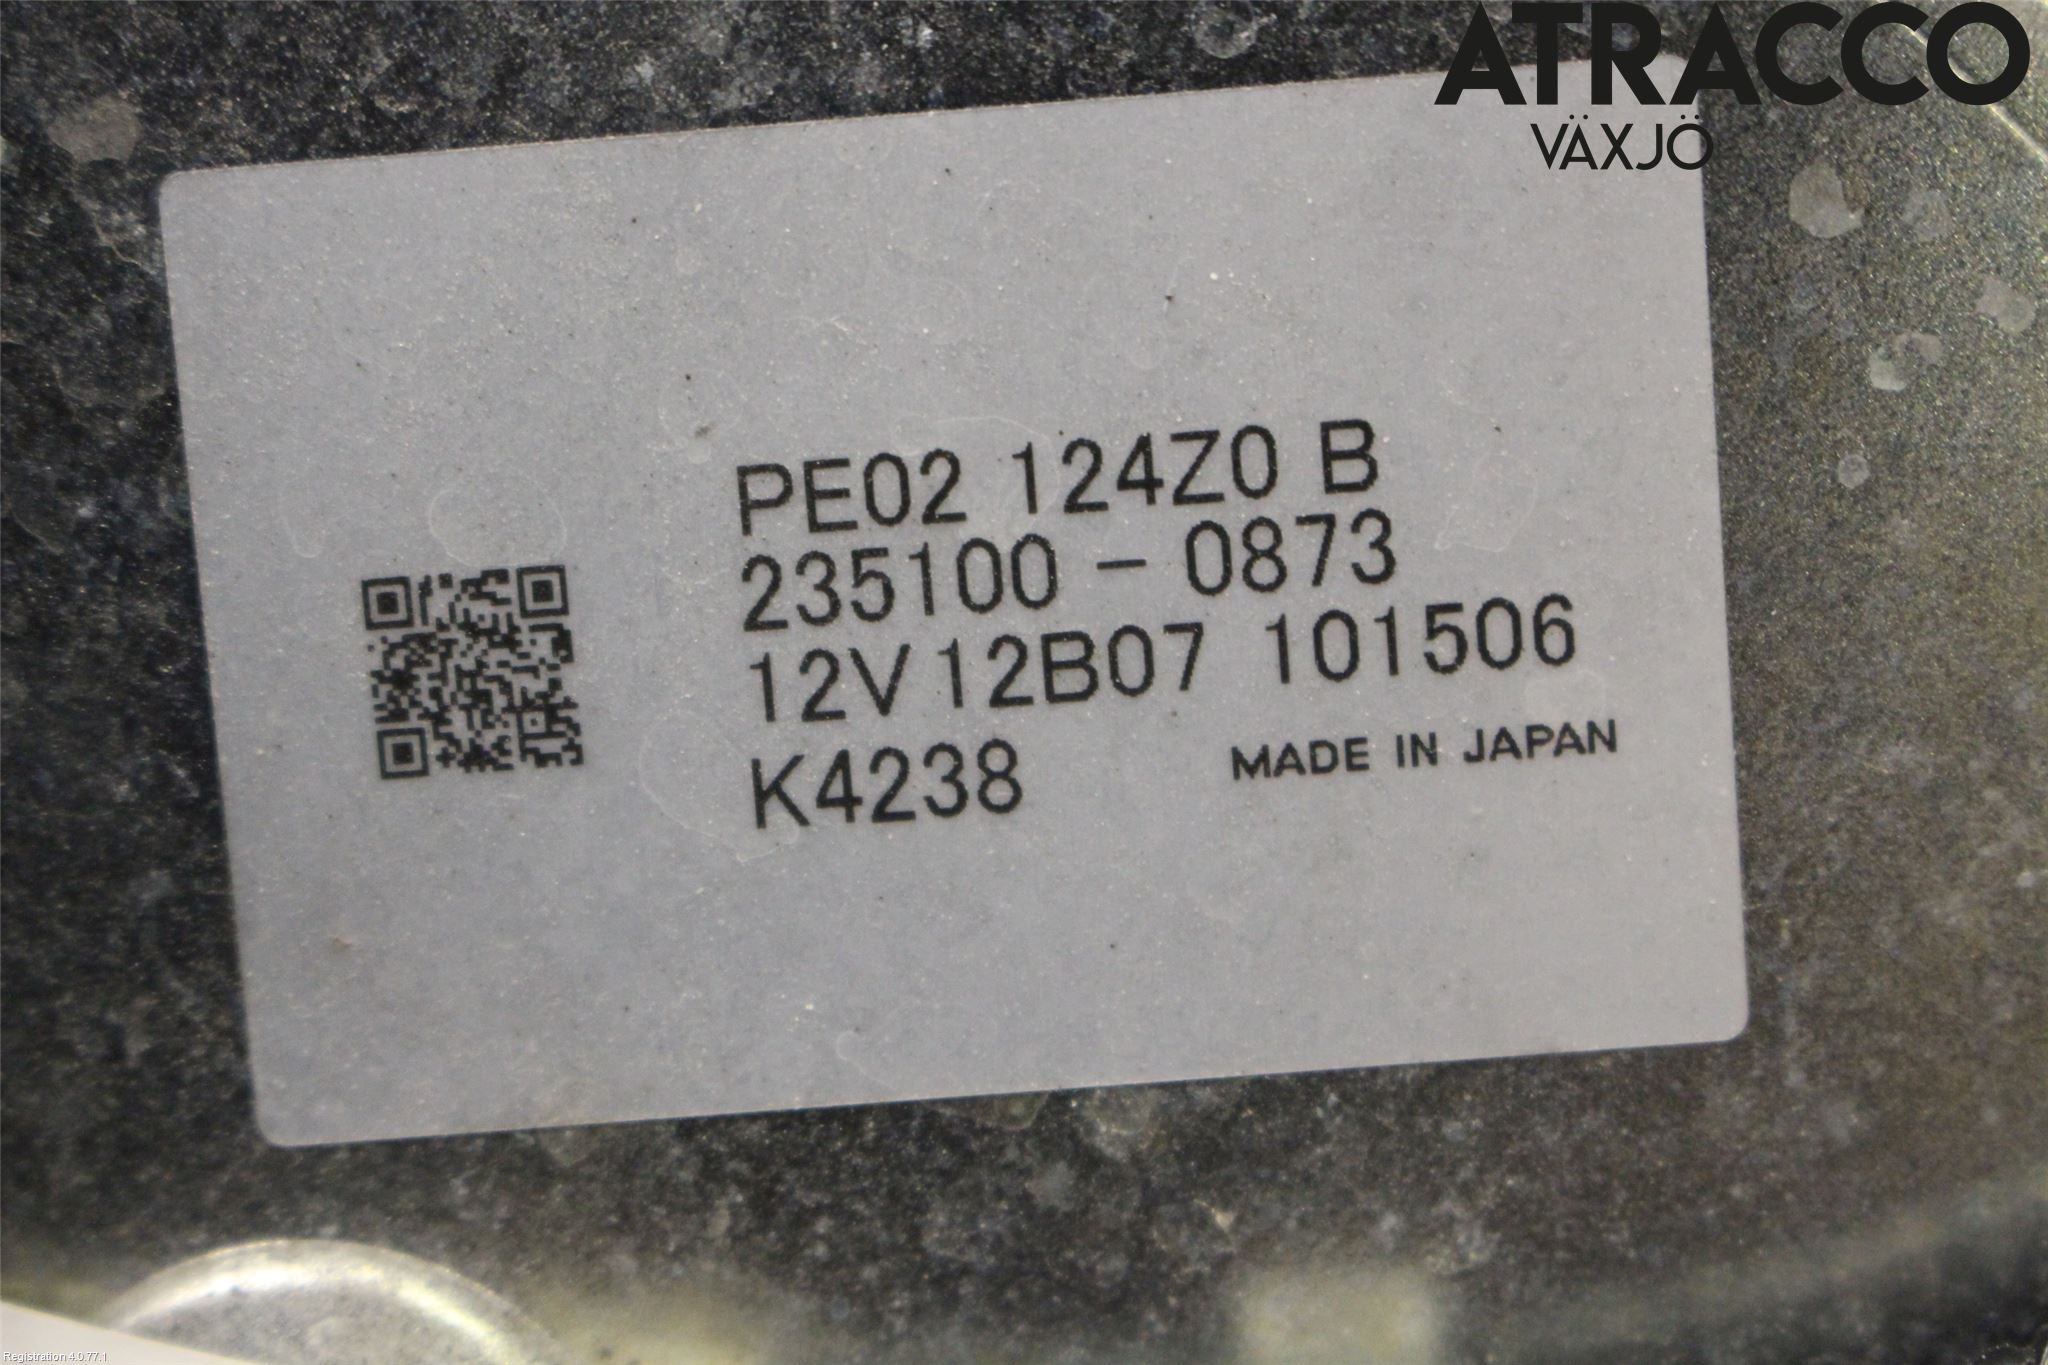 ATRACCO
VÄXJÖ
PE02 124Z0 B
235100-0873
12V 12B07 101506
K4238 MADE IN JAPAN
Registration 4.0.77.1